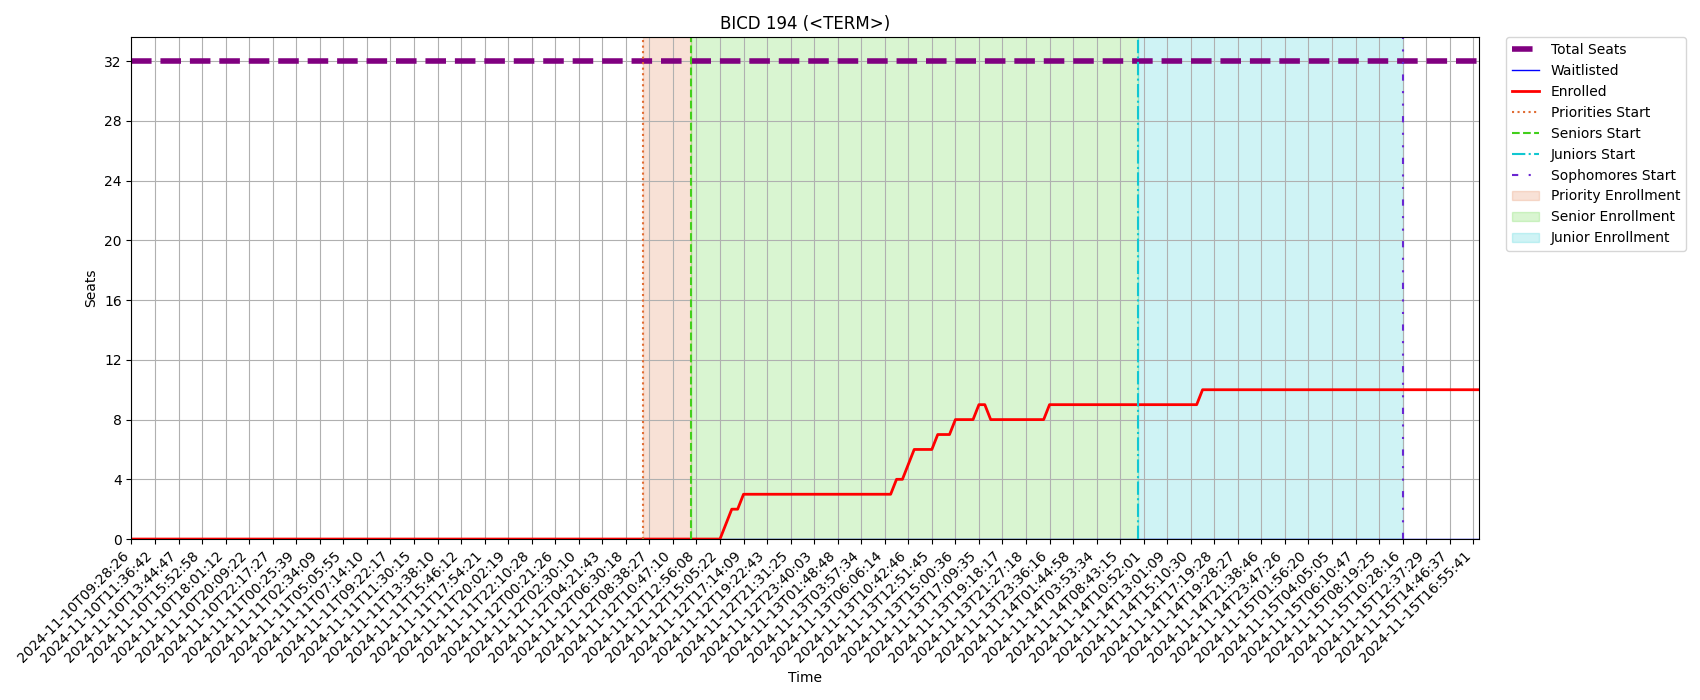 BICD 194 (<TERM>)
Total Seats
Waitlisted
Enrolled
Priorities Start
Seniors Start
Juniors Start
Sophomores Start
Priority Enrollment
Senior Enrollment
Junior Enrollment
Seats
32
28
24
20
16
12
8
4
0
2024-11-10T09:28:26
2024-11-10T11:36:42
2024-11-10T13:44:47
2024-11-10T15:52:58
2024-11-10T18:01:12
2024-11-10T20:09:22
2024-11-10T22:17:27
2024-11-11T00:25:39
2024-11-11T02:34:09
2024-11-11T05:05:55
2024-11-11T07:14:10
2024-11-11T09:22:17
2024-11-11T11:30:15
2024-11-11T13:38:10
2024-11-11T15:46:12
2024-11-11T17:54:21
2024-11-11T20:02:19
2024-11-11T22:10:28
2024-11-12T00:21:26
2024-11-12T02:30:10
2024-11-12T04:21:43
2024-11-12T06:30:18
2024-11-12T08:38:27
2024-11-12T10:47:10
2024-11-12T12:56:08
2024-11-12T15:05:22
2024-11-12T17:14:09
2024-11-12T19:22:43
2024-11-12T21:31:25
2024-11-12T23:40:03
2024-11-13T01:48:48
2024-11-13T03:57:34
2024-11-13T06:06:14
2024-11-13T10:42:46
2024-11-13T12:51:45
2024-11-13T15:00:36
2024-11-13T17:09:35
2024-11-13T19:18:17
2024-11-13T21:27:18
2024-11-13T23:36:16
2024-11-14T01:44:58
2024-11-14T03:53:34
2024-11-14T08:43:15
2024-11-14T10:52:01
2024-11-14T13:01:09
2024-11-14T15:10:30
2024-11-14T17:19:28
2024-11-14T19:28:27
2024-11-14T21:38:46
2024-11-14T23:47:26
2024-11-15T01:56:20
2024-11-15T04:05:05
2024-11-15T06:10:47
2024-11-15T08:19:25
2024-11-15T10:28:16
2024-11-15T12:37:29
2024-11-15T14:46:37
2024-11-15T16:55:41
Time